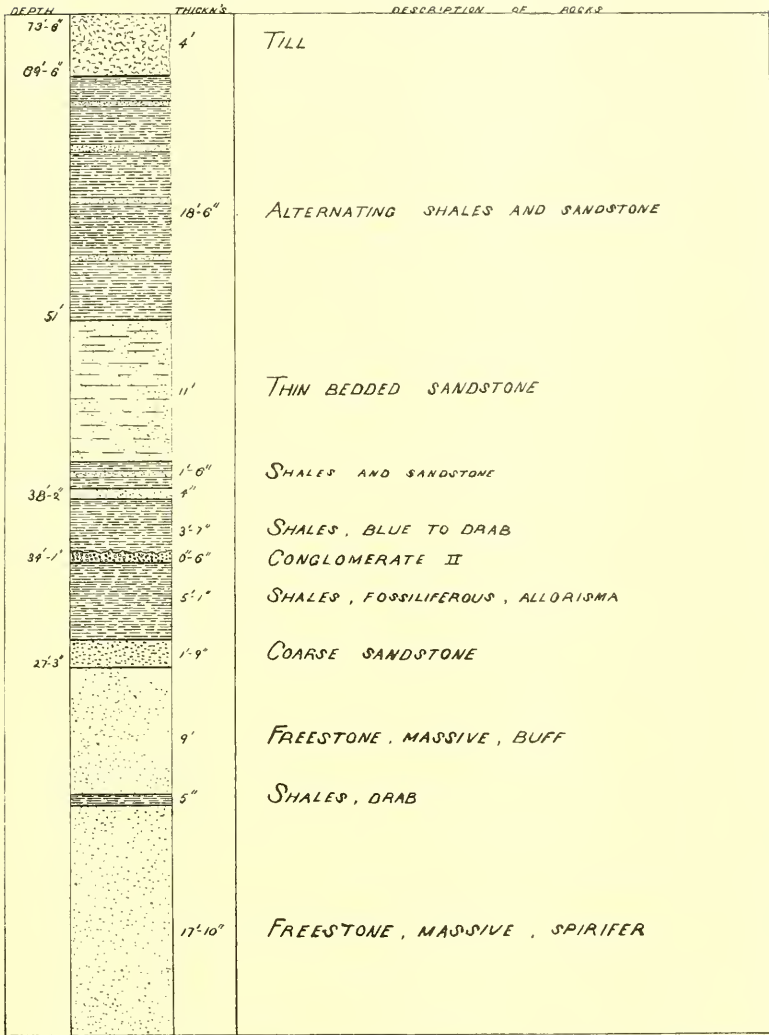 DEPTH THICKN'S DESCRIPTION OF ROCKS
73'-6"
4' TILL
69'-6"
18'-6" ALTERNATING SHALES AND SANDSTONE
51'
11' THIN BEDDED SANDSTONE
1'-6" SHALES AND SANDSTONE
38'-2" 4"
3'-7" SHALES, BLUE TO DRAB
34'-1" 0'-6" CONGLOMERATE II
5'-1" SHALES, FOSSILIFEROUS, ALLORISMA
1'-9" COARSE SANDSTONE
27'-3"
9' FREESTONE, MASSIVE, BUFF
5" SHALES, DRAB
17'-10" FREESTONE, MASSIVE, SPIRIFER